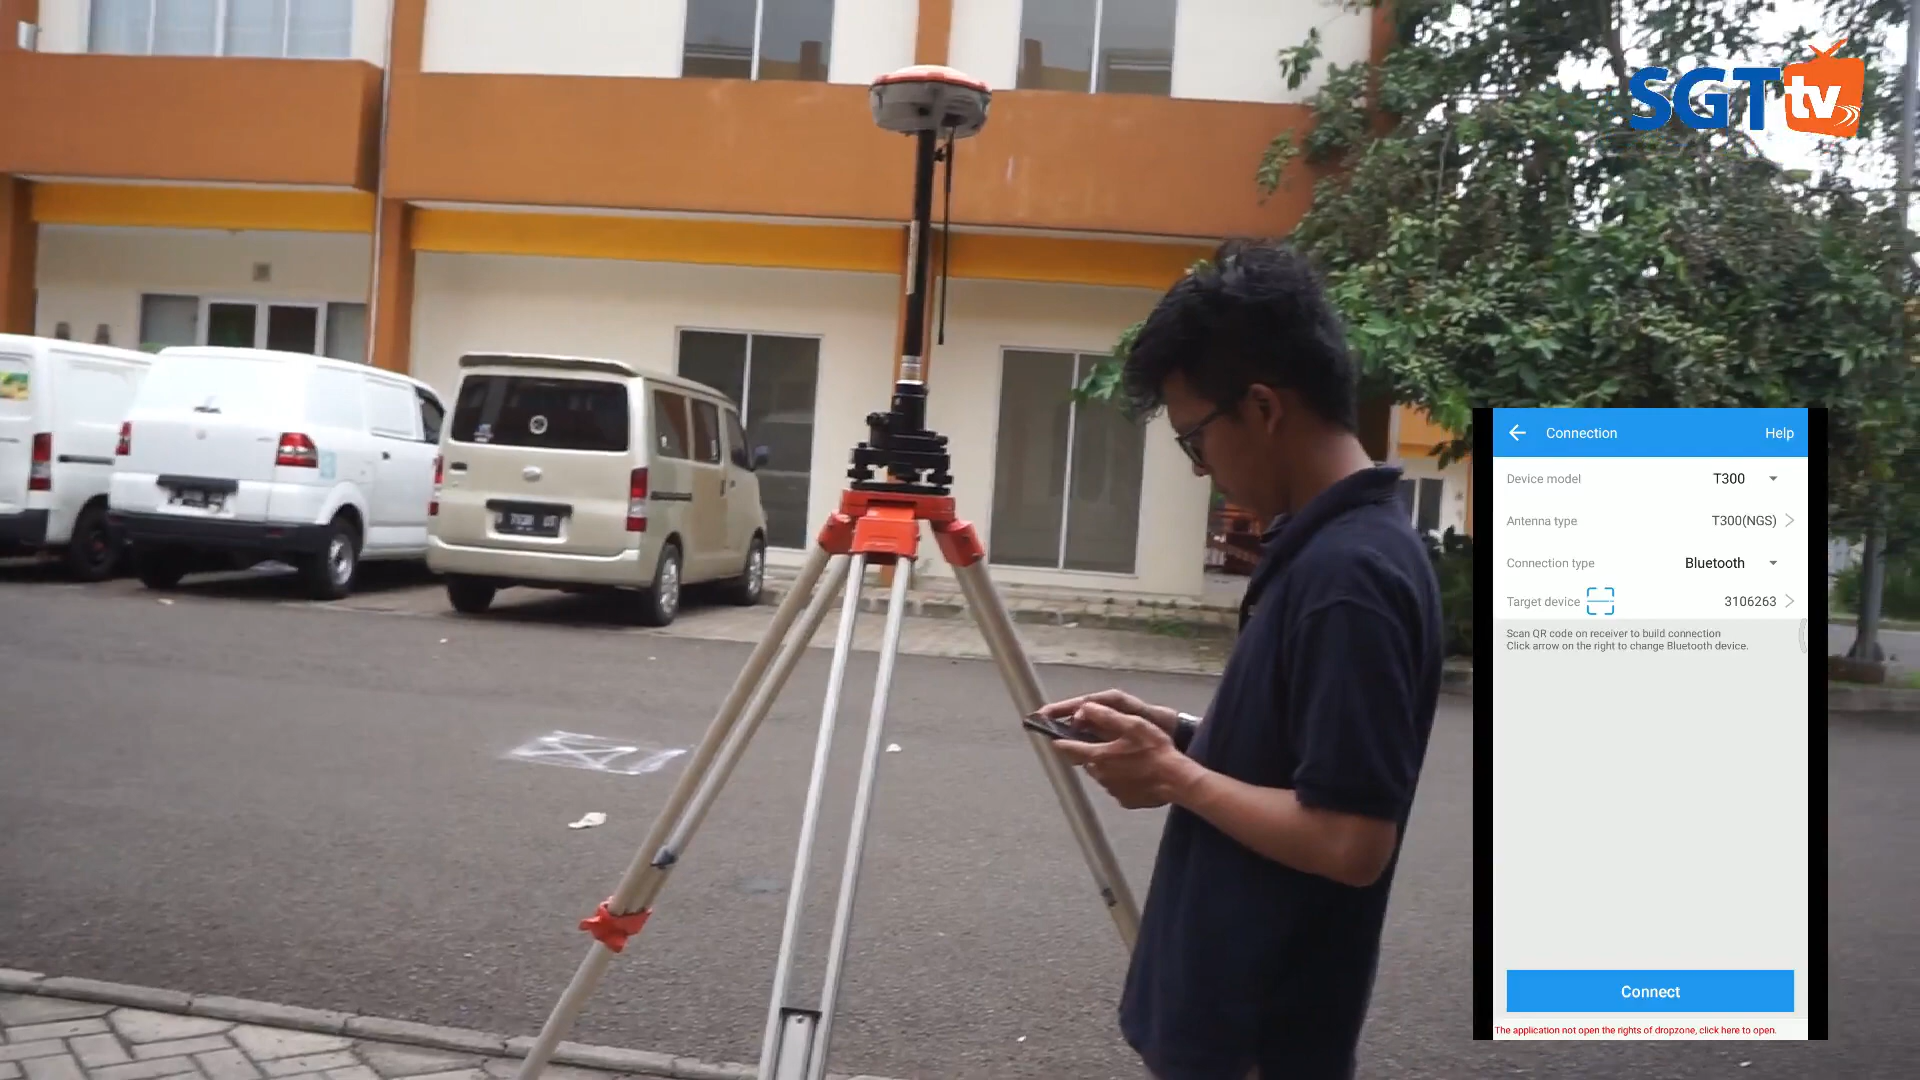 SGT tv
Connection Help
Device model T300
Antenna type T300(NGS)
Connection type Bluetooth
Target device 3106263
Scan QR code on receiver to build connection
Click arrow on the right to change Bluetooth device.
Connect
The application not open the rights of dropzone, click here to open.